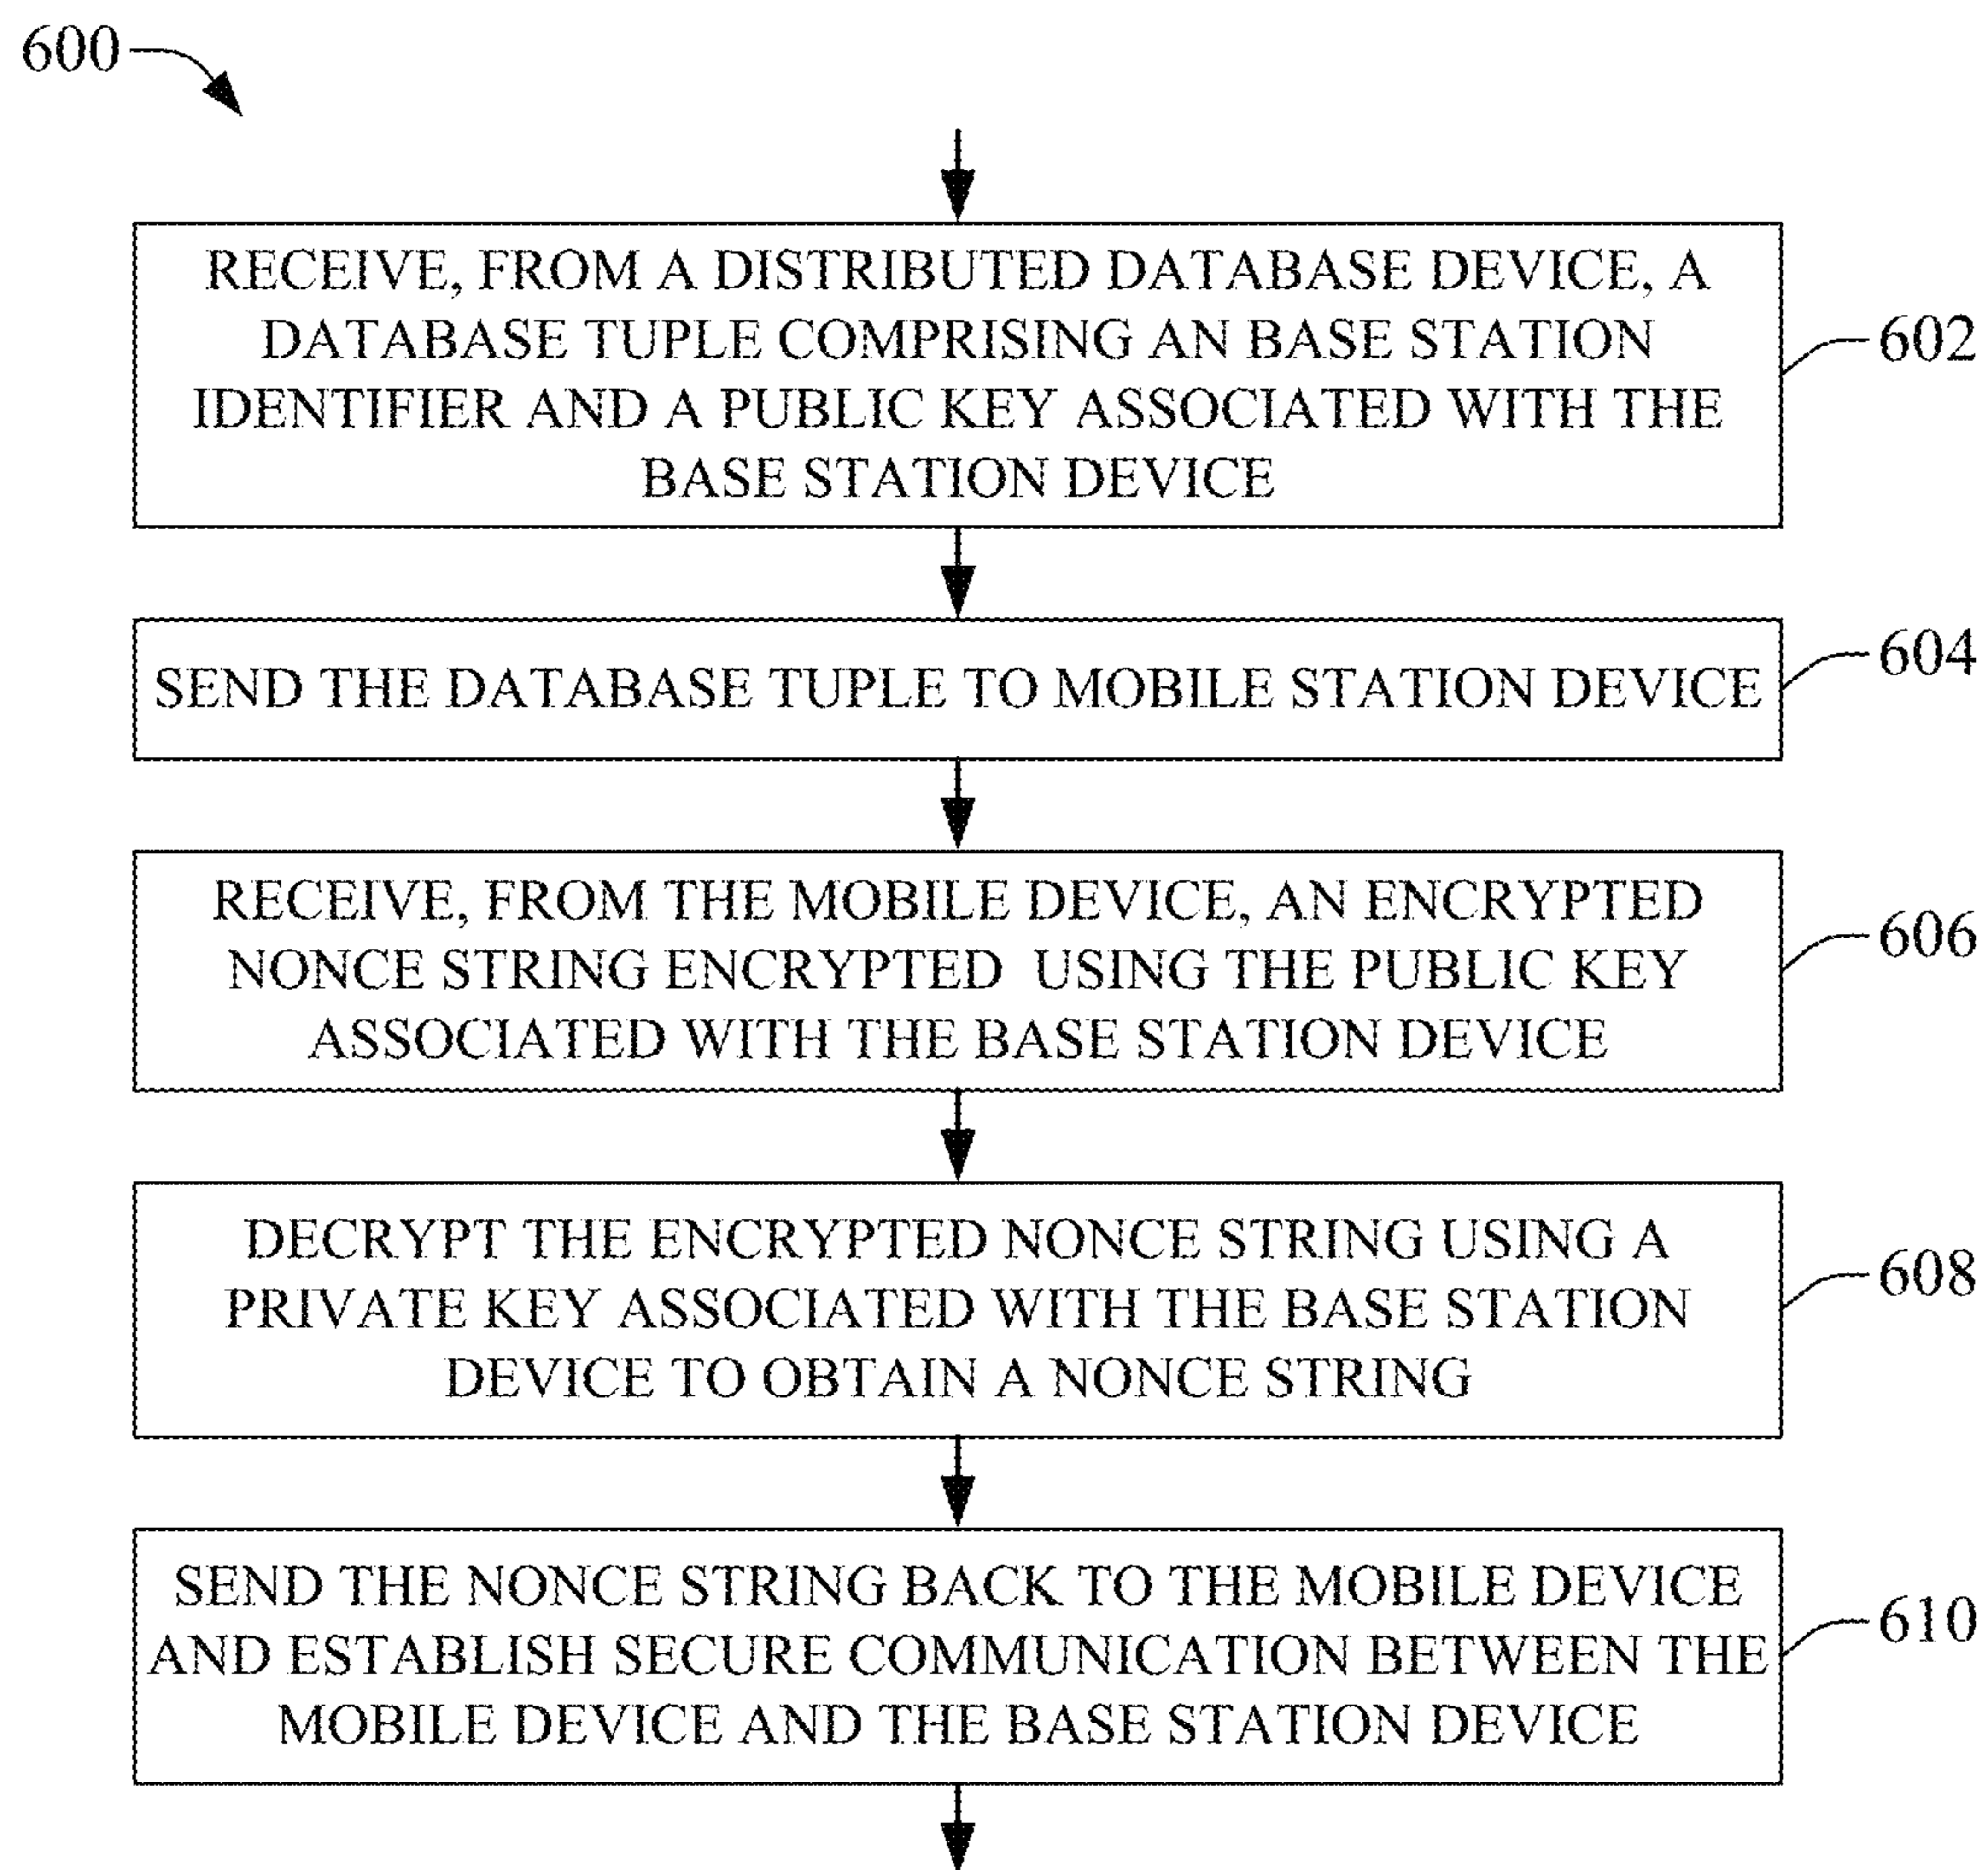 600
RECEIVE, FROM A DISTRIBUTED DATABASE DEVICE, A
DATABASE TUPLE COMPRISING AN BASE STATION
IDENTIFIER AND A PUBLIC KEY ASSOCIATED WITH THE
BASE STATION DEVICE
602
SEND THE DATABASE TUPLE TO MOBILE STATION DEVICE
604
RECEIVE, FROM THE MOBILE DEVICE, AN ENCRYPTED
NONCE STRING ENCRYPTED USING THE PUBLIC KEY
ASSOCIATED WITH THE BASE STATION DEVICE
606
DECRYPT THE ENCRYPTED NONCE STRING USING A
PRIVATE KEY ASSOCIATED WITH THE BASE STATION
DEVICE TO OBTAIN A NONCE STRING
608
SEND THE NONCE STRING BACK TO THE MOBILE DEVICE
AND ESTABLISH SECURE COMMUNICATION BETWEEN THE
MOBILE DEVICE AND THE BASE STATION DEVICE
610